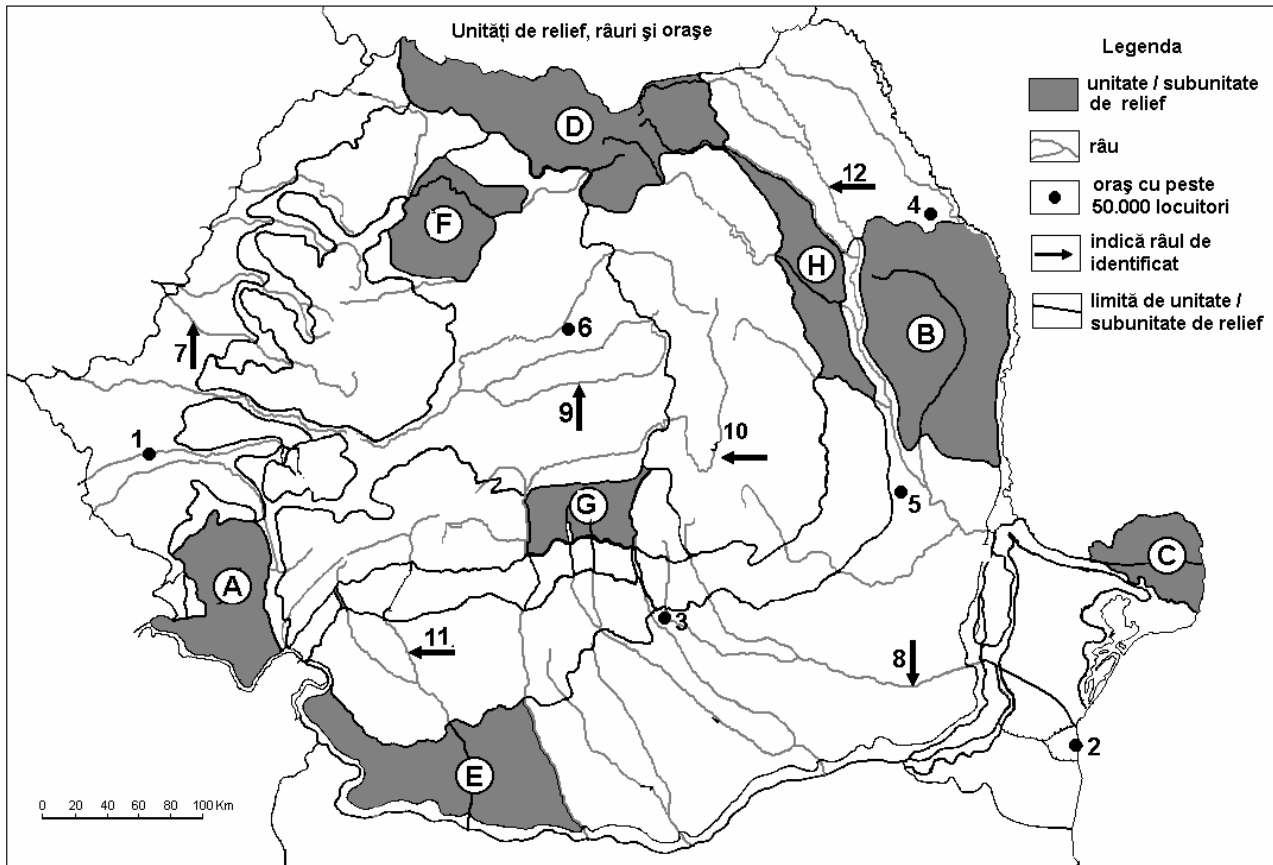 Unități de relief, râuri și orașe
Legenda
unitate / subunitate
de relief
râu
oraș cu peste
50.000 locuitori
indică râul de
identificat
limită de unitate /
subunitate de relief
D
12
4
F
H
B
6
7
9
10
1
5
G
C
A
3
11
8
2
E
0 20 40 60 80 100 Km